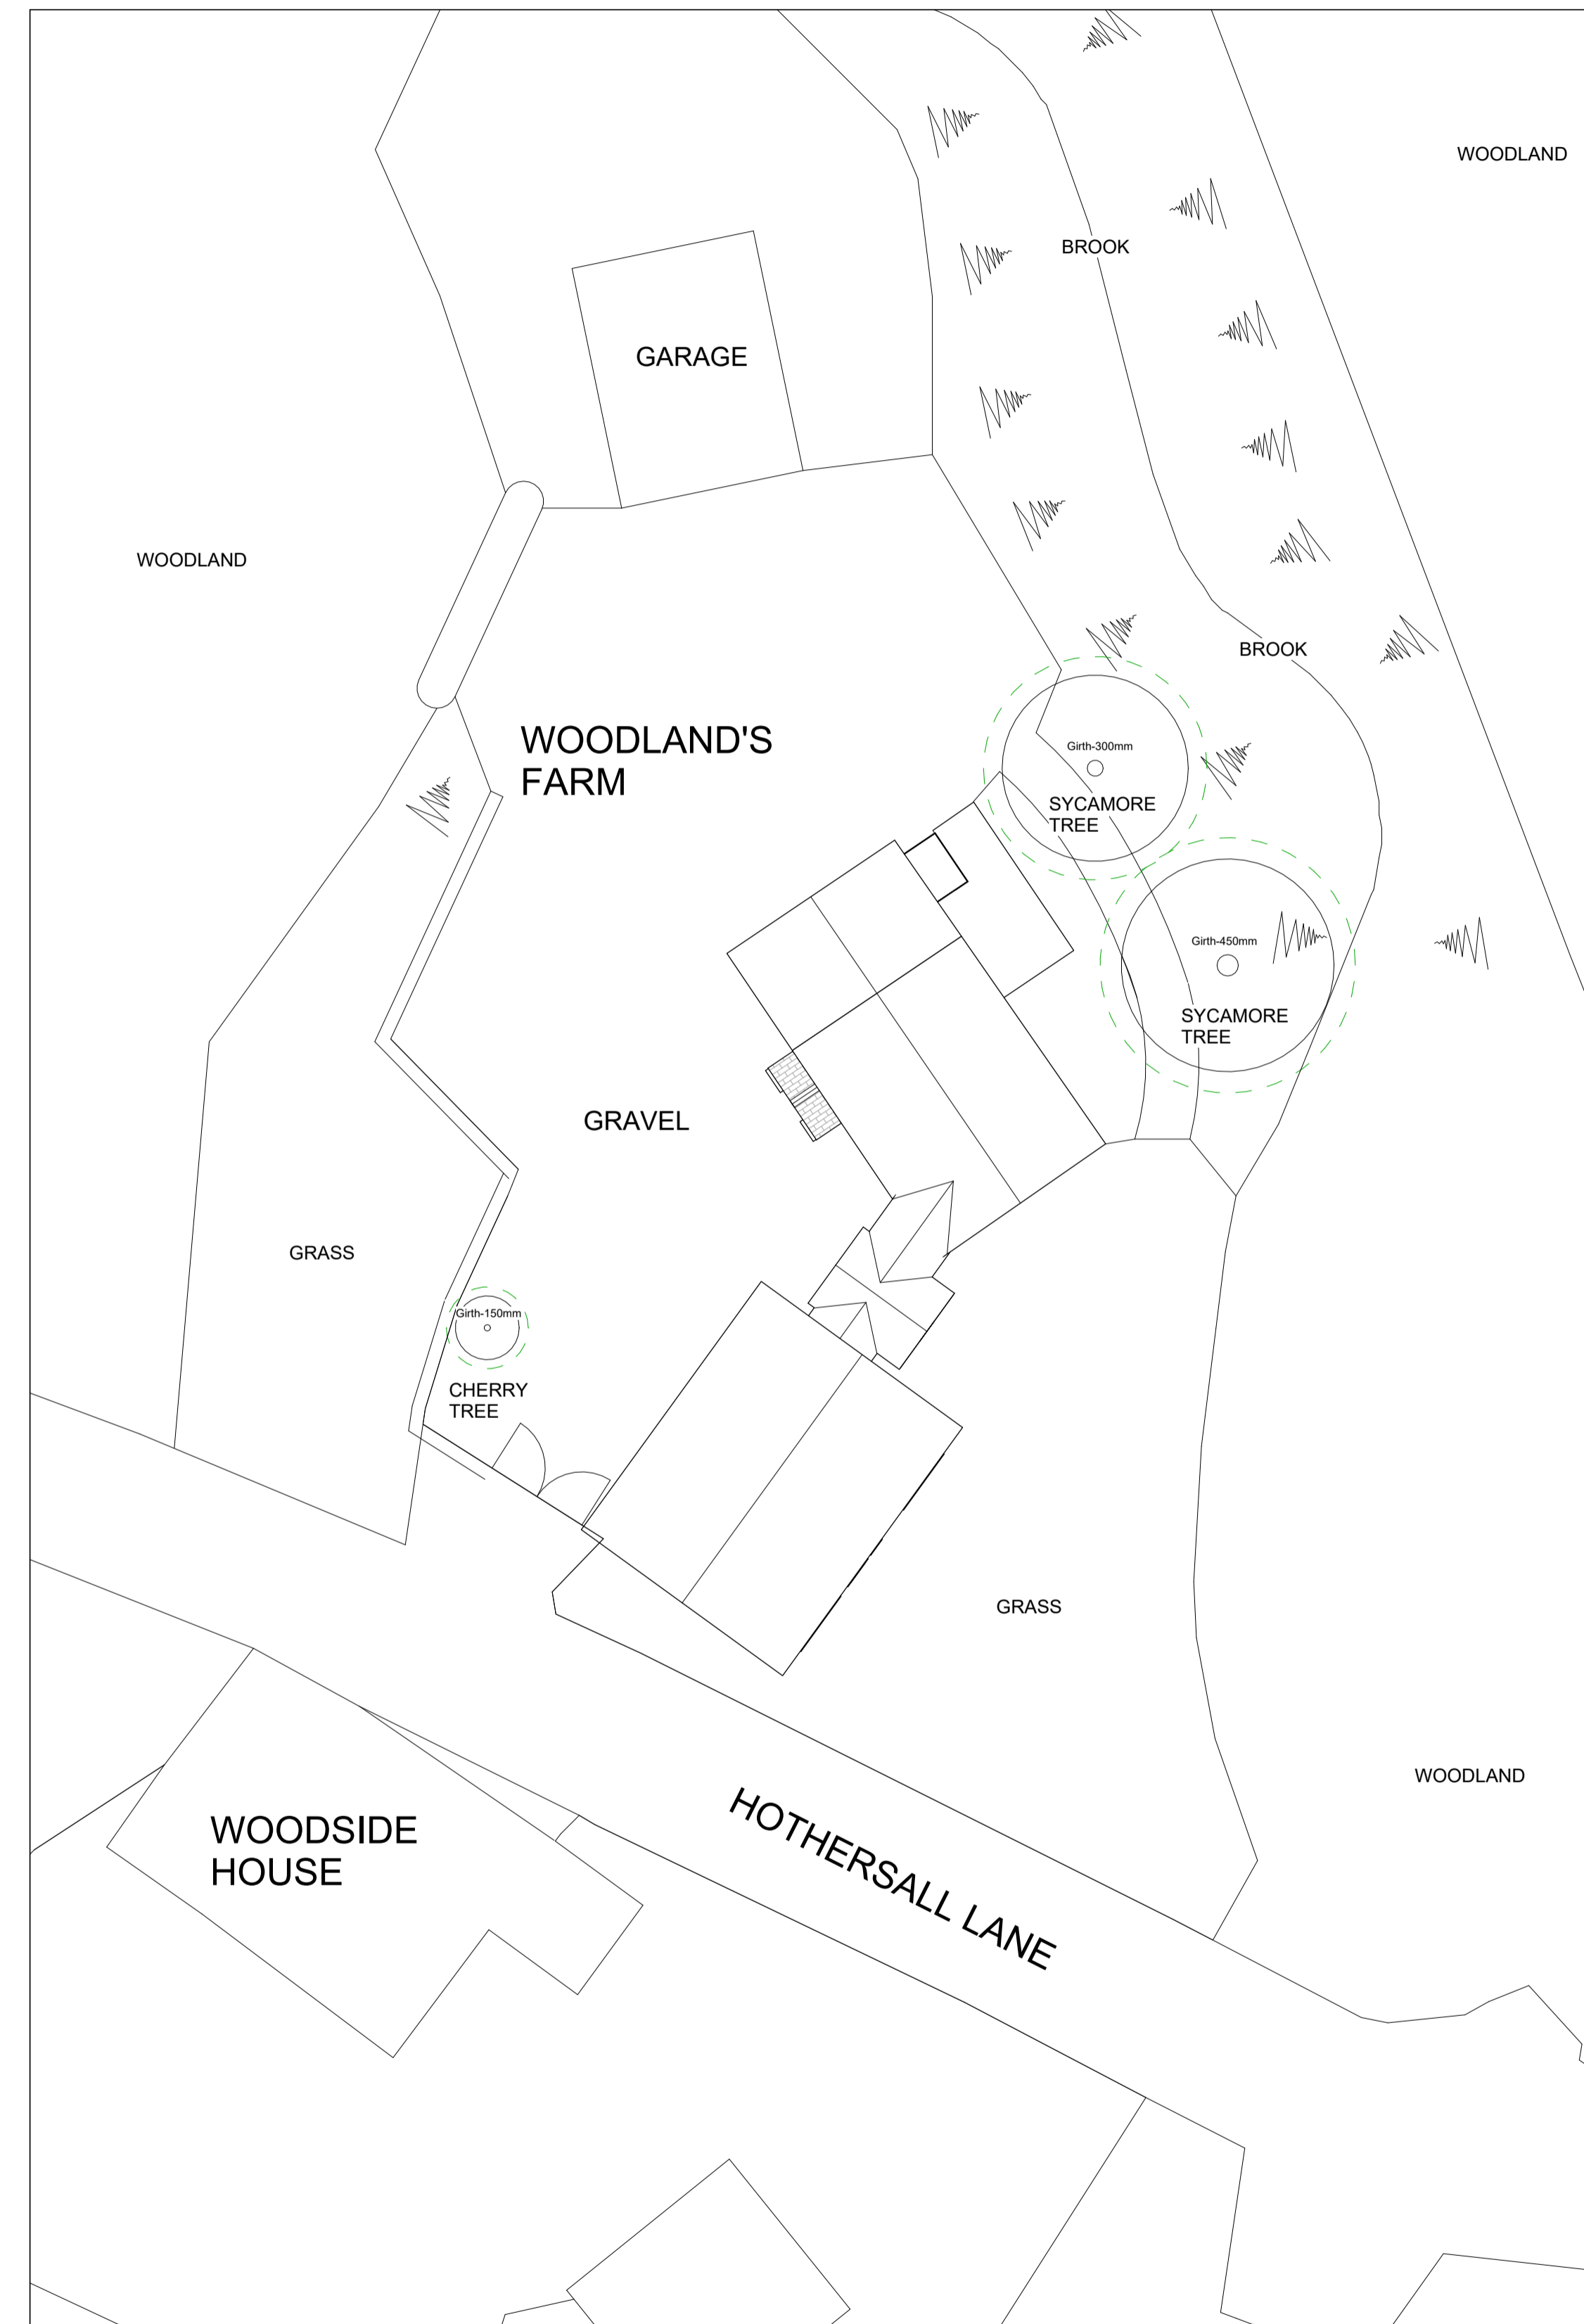 WOODLAND
BROOK
GARAGE
WOODLAND
BROOK
WOODLAND'S
FARM
Girth-300mm
SYCAMORE
TREE
Girth-450mm
SYCAMORE
TREE
GRAVEL
GRASS
Girth-150mm
CHERRY
TREE
GRASS
WOODLAND
HOTHERSALL LANE
WOODSIDE
HOUSE